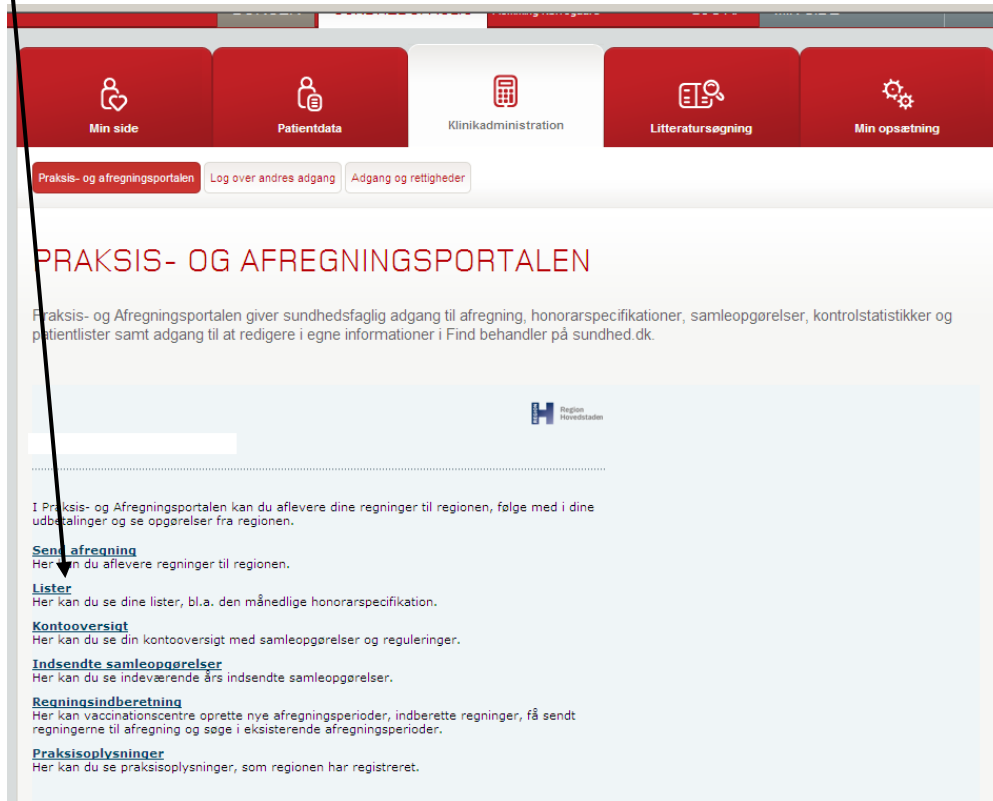 Min side
Patientdata
Klinikadministration
Litteratursøgning
Min opsætning
Praksis- og afregningsportalen
Log over andres adgang
Adgang og rettigheder
PRAKSIS- OG AFREGNINGSPORTALEN
Praksis- og Afregningsportalen giver sundhedsfaglig adgang til afregning, honorarspecifikationer, samleopgørelser, kontrolstatistikker og
patientlister samt adgang til at redigere i egne informationer i Find behandler på sundhed.dk.
Region
Hovedstaden
I Praksis- og Afregningsportalen kan du aflevere dine regninger til regionen, følge med i dine
udbetalinger og se opgørelser fra regionen.
Send afregning
Her kan du aflevere regninger til regionen.
Lister
Her kan du se dine lister, bl.a. den månedlige honorarspecifikation.
Kontooversigt
Her kan du se din kontooversigt med samleopgørelser og reguleringer.
Indsendte samleopgørelser
Her kan du se indeværende års indsendte samleopgørelser.
Regningsindberetning
Her kan vaccinationscentre oprette nye afregningsperioder, indberette regninger, få sendt
regningerne til afregning og søge i eksisterende afregningsperioder.
Praksisoplysninger
Her kan du se praksisoplysninger, som regionen har registreret.